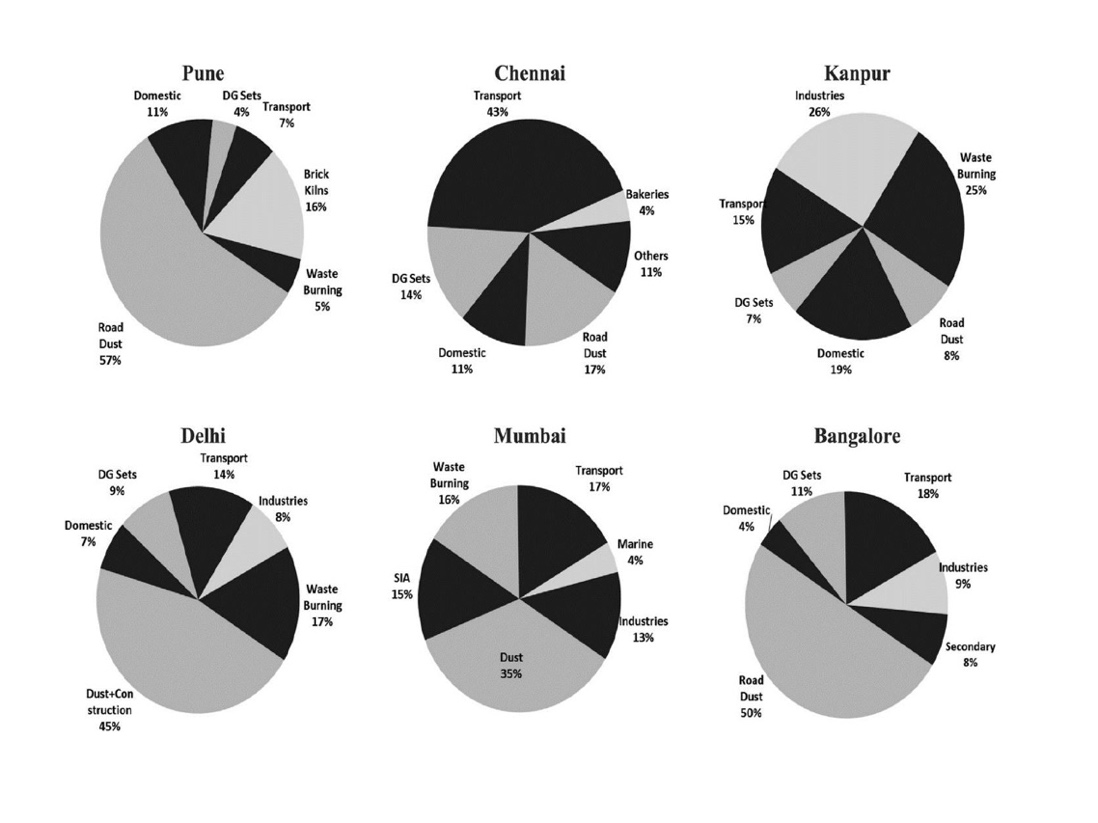 Pune
Domestic
11%
DG Sets
4%
Transport
7%
Brick
Kilns
16%
Waste
Burning
5%
Road
Dust
57%
Chennai
Transport
43%
Bakeries
4%
Others
11%
Road
Dust
17%
Domestic
11%
DG Sets
14%
Kanpur
Industries
26%
Waste
Burning
25%
Road
Dust
8%
Domestic
19%
DG Sets
7%
Transport
15%
Delhi
Transport
14%
Industries
8%
Waste
Burning
17%
Dust+Con
struction
45%
Domestic
7%
DG Sets
9%
Mumbai
Transport
17%
Marine
4%
Industries
13%
Dust
35%
SIA
15%
Waste
Burning
16%
Bangalore
Transport
18%
Industries
9%
Secondary
8%
Road
Dust
50%
Domestic
4%
DG Sets
11%